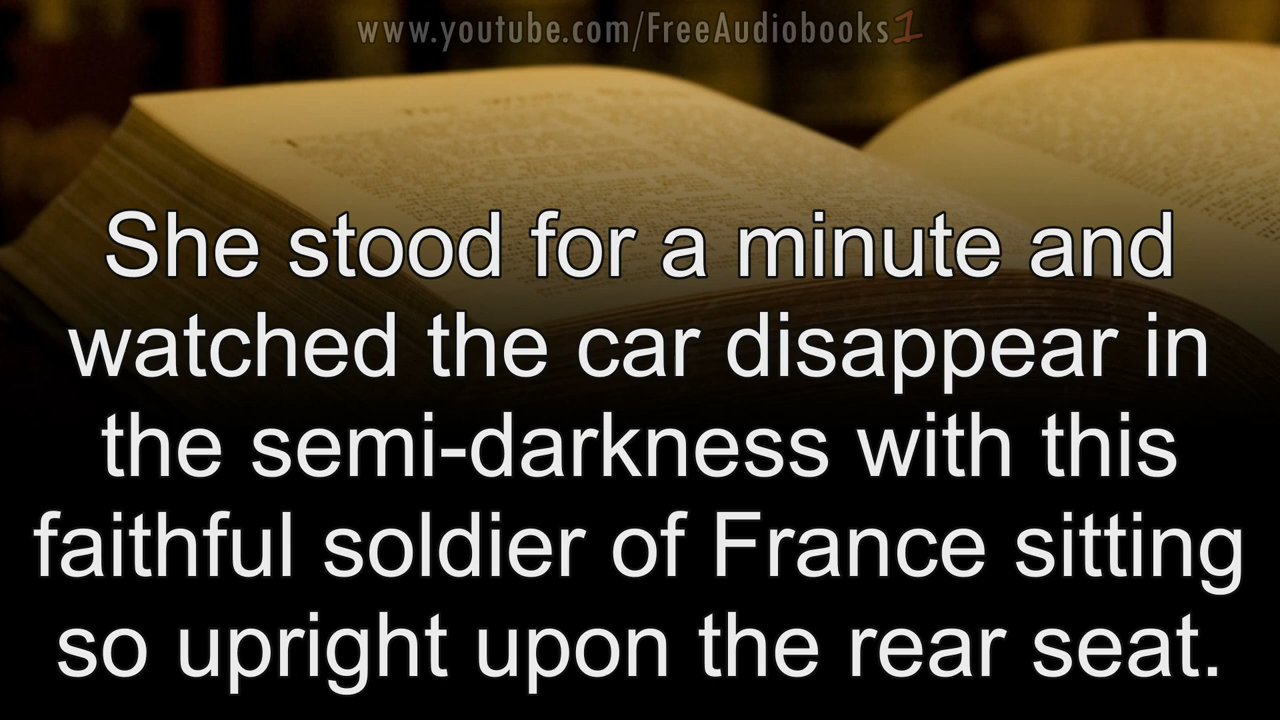 www.youtube.com/FreeAudiobooks1
She stood for a minute and
watched the car disappear in
the semi-darkness with this
faithful soldier of France sitting
so upright upon the rear seat.